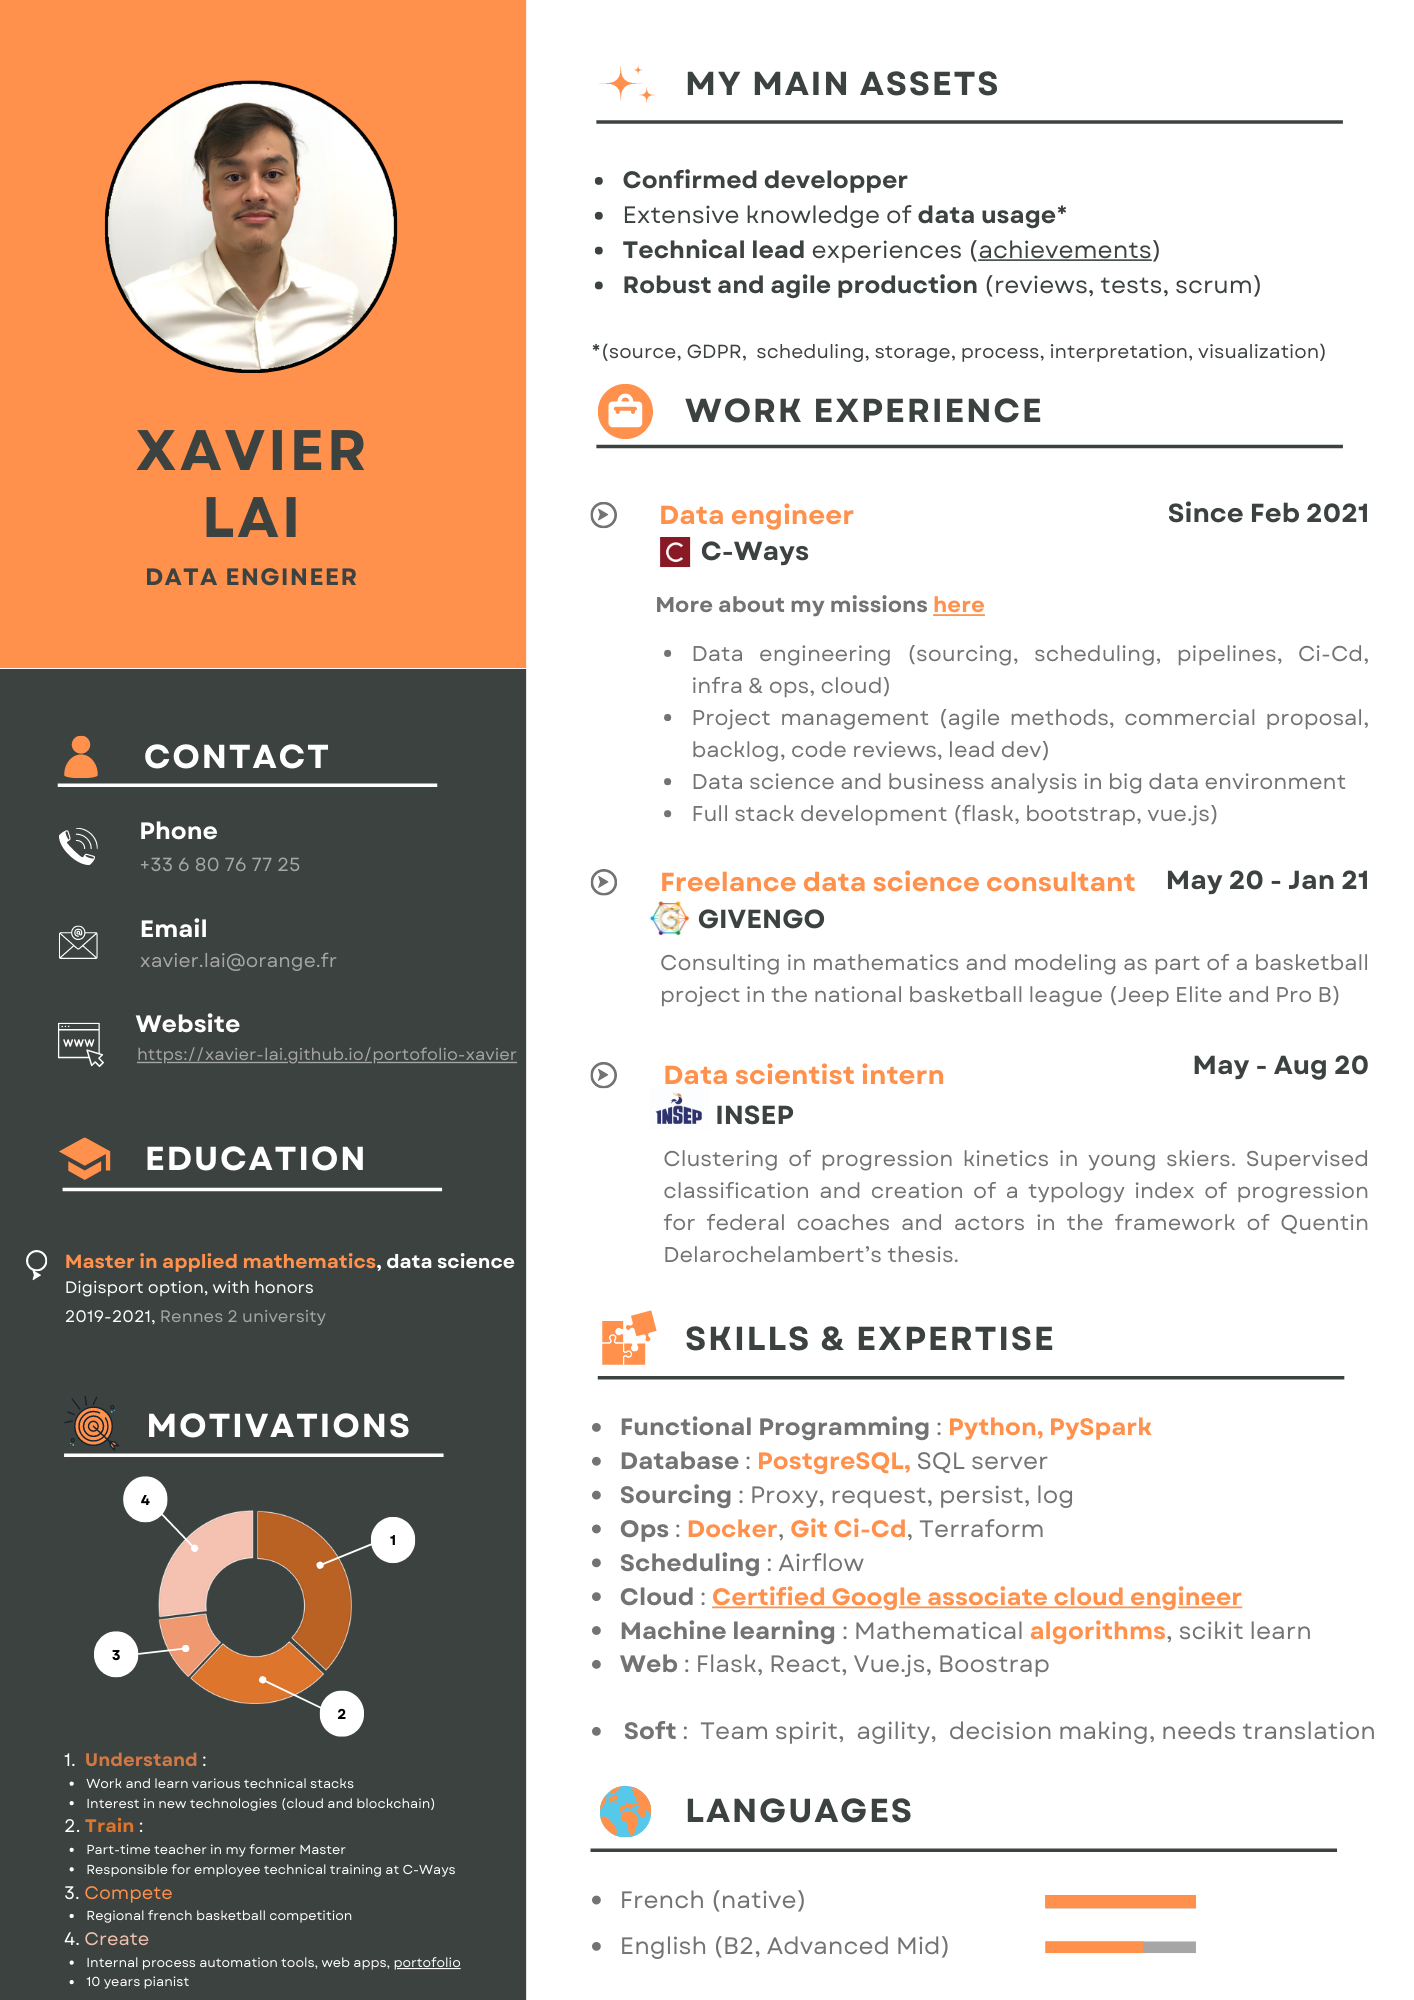 XAVIER
LAI
DATA ENGINEER
CONTACT
Phone
+33 6 80 76 77 25
Email
xavier.lai@orange.fr
www
Website
https://xavier-lai.github.io/portofolio-xavier
EDUCATION
Master in applied mathematics, data science
Digisport option, with honors
2019-2021, Rennes 2 university
MOTIVATIONS
4
1
3
2
1. Understand :
• Work and learn various technical stacks
• Interest in new technologies (cloud and blockchain)
2. Train :
• Part-time teacher in my former Master
• Responsible for employee technical training at C-Ways
3. Compete
• Regional french basketball competition
4. Create
• Internal process automation tools, web apps, portofolio
• 10 years pianist
MY MAIN ASSETS
• Confirmed developper
• Extensive knowledge of data usage*
• Technical lead experiences (achievements)
• Robust and agile production (reviews, tests, scrum)
*(source, GDPR, scheduling, storage, process, interpretation, visualization)
WORK EXPERIENCE
Data engineer Since Feb 2021
C C-Ways
More about my missions here
• Data engineering (sourcing, scheduling, pipelines, Ci-Cd,
infra & ops, cloud)
• Project management (agile methods, commercial proposal,
backlog, code reviews, lead dev)
• Data science and business analysis in big data environment
• Full stack development (flask, bootstrap, vue.js)
Freelance data science consultant May 20 - Jan 21
G GIVENGO
Consulting in mathematics and modeling as part of a basketball
project in the national basketball league (Jeep Elite and Pro B)
Data scientist intern May - Aug 20
INSEP INSEP
Clustering of progression kinetics in young skiers. Supervised
classification and creation of a typology index of progression
for federal coaches and actors in the framework of Quentin
Delarochelambert's thesis.
SKILLS & EXPERTISE
• Functional Programming : Python, PySpark
• Database : PostgreSQL, SQL server
• Sourcing : Proxy, request, persist, log
• Ops : Docker, Git Ci-Cd, Terraform
• Scheduling : Airflow
• Cloud : Certified Google associate cloud engineer
• Machine learning : Mathematical algorithms, scikit learn
• Web : Flask, React, Vue.js, Boostrap
• Soft : Team spirit, agility, decision making, needs translation
LANGUAGES
• French (native)
• English (B2, Advanced Mid)